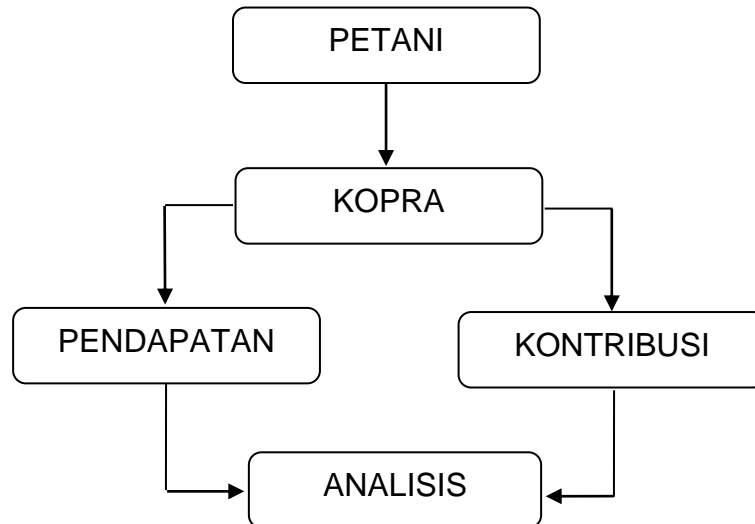 PETANI
KOPRA
PENDAPATAN
KONTRIBUSI
ANALISIS